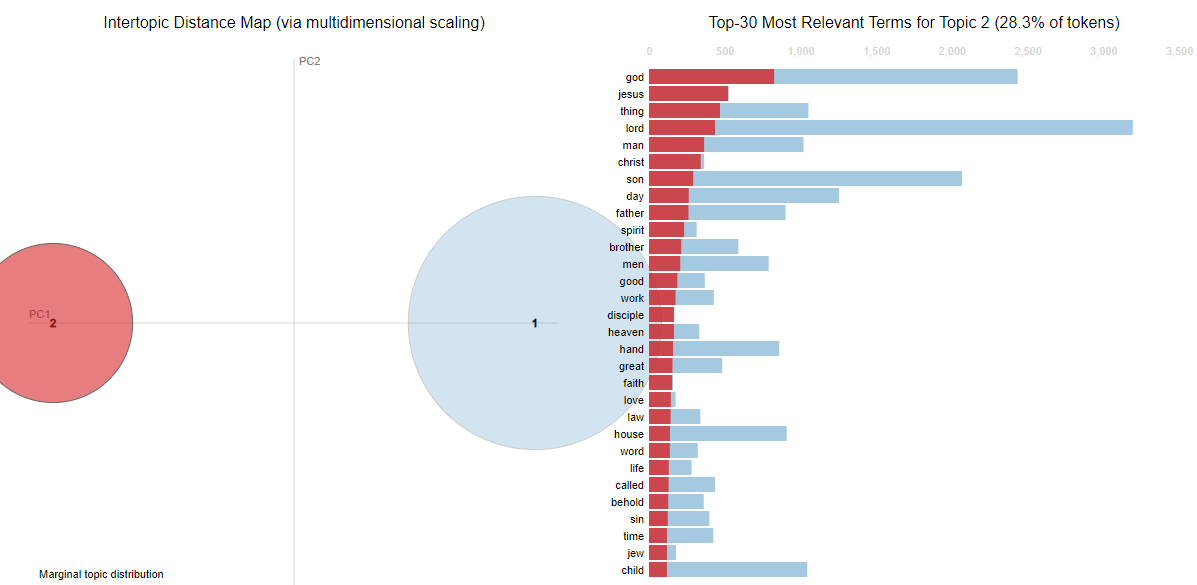 Intertopic Distance Map (via multidimensional scaling)
PC2
PC1
2
1
Marginal topic distribution
Top-30 Most Relevant Terms for Topic 2 (28.3% of tokens)
0 500 1,000 1,500 2,000 2,500 3,000 3,500
god
jesus
thing
lord
man
christ
son
day
father
spirit
brother
men
good
work
disciple
heaven
hand
great
faith
love
law
house
word
life
called
behold
sin
time
jew
child